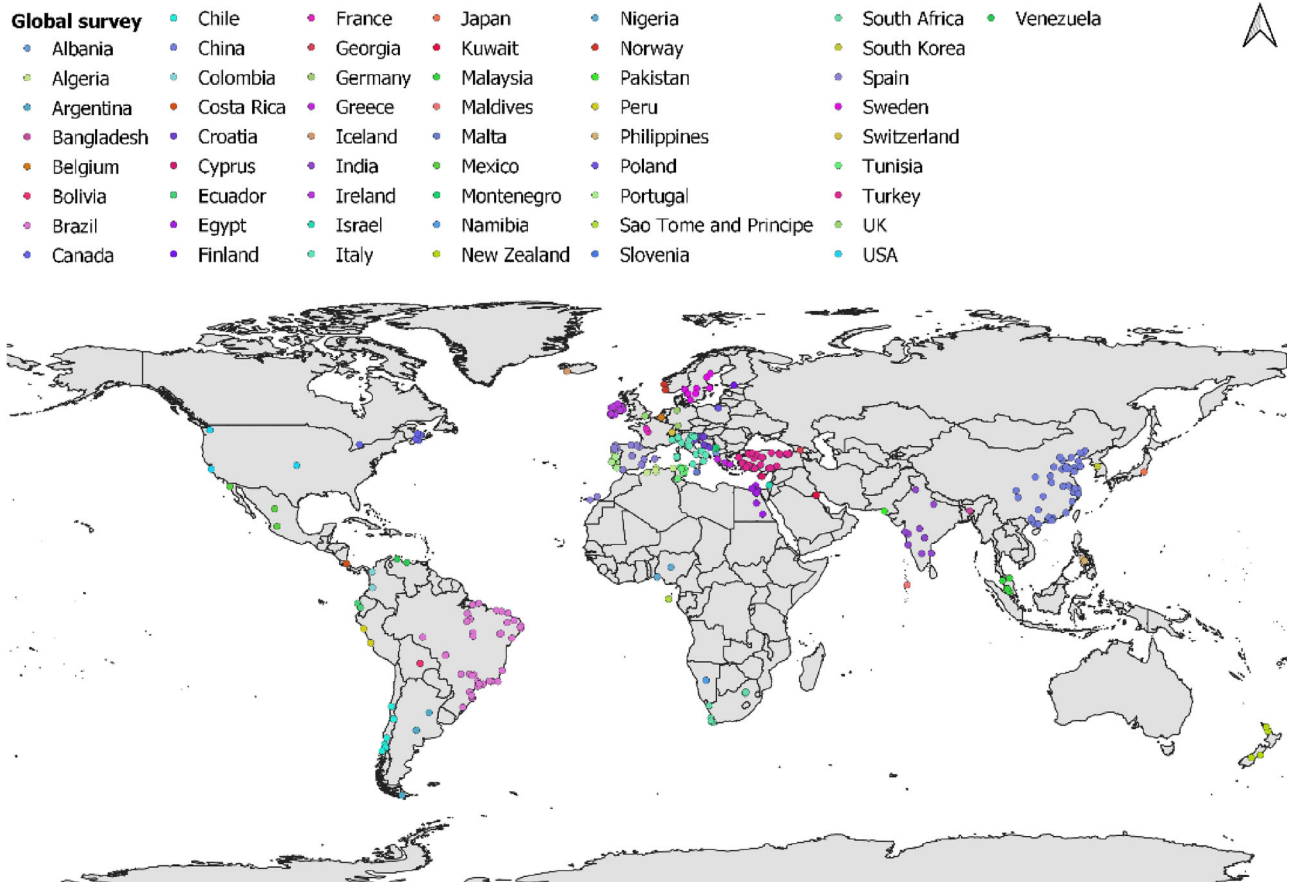 Global survey
Albania
Algeria
Argentina
Bangladesh
Belgium
Bolivia
Brazil
Canada
Chile
China
Colombia
Costa Rica
Croatia
Cyprus
Ecuador
Egypt
Finland
France
Georgia
Germany
Greece
Iceland
India
Ireland
Israel
Italy
Japan
Kuwait
Malaysia
Maldives
Malta
Mexico
Montenegro
Namibia
New Zealand
Nigeria
Norway
Pakistan
Peru
Philippines
Poland
Portugal
Sao Tome and Principe
Slovenia
South Africa
South Korea
Spain
Sweden
Switzerland
Tunisia
Turkey
UK
USA
Venezuela